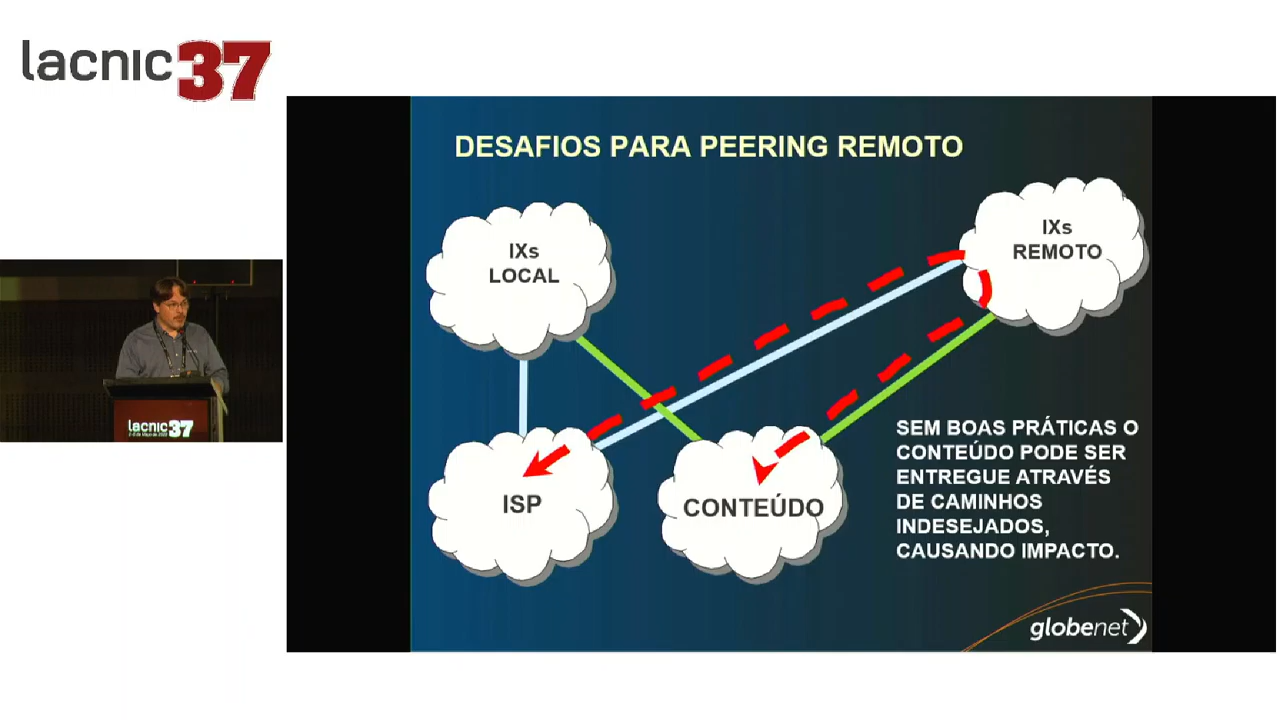 lacnic37
DESAFIOS PARA PEERING REMOTO
IXs
LOCAL
IXs
REMOTO
ISP
CONTEÚDO
SEM BOAS PRÁTICAS O
CONTEÚDO PODE SER
ENTREGUE ATRAVÉS
DE CAMINHOS
INDESEJADOS,
CAUSANDO IMPACTO.
globenet
lacnic37